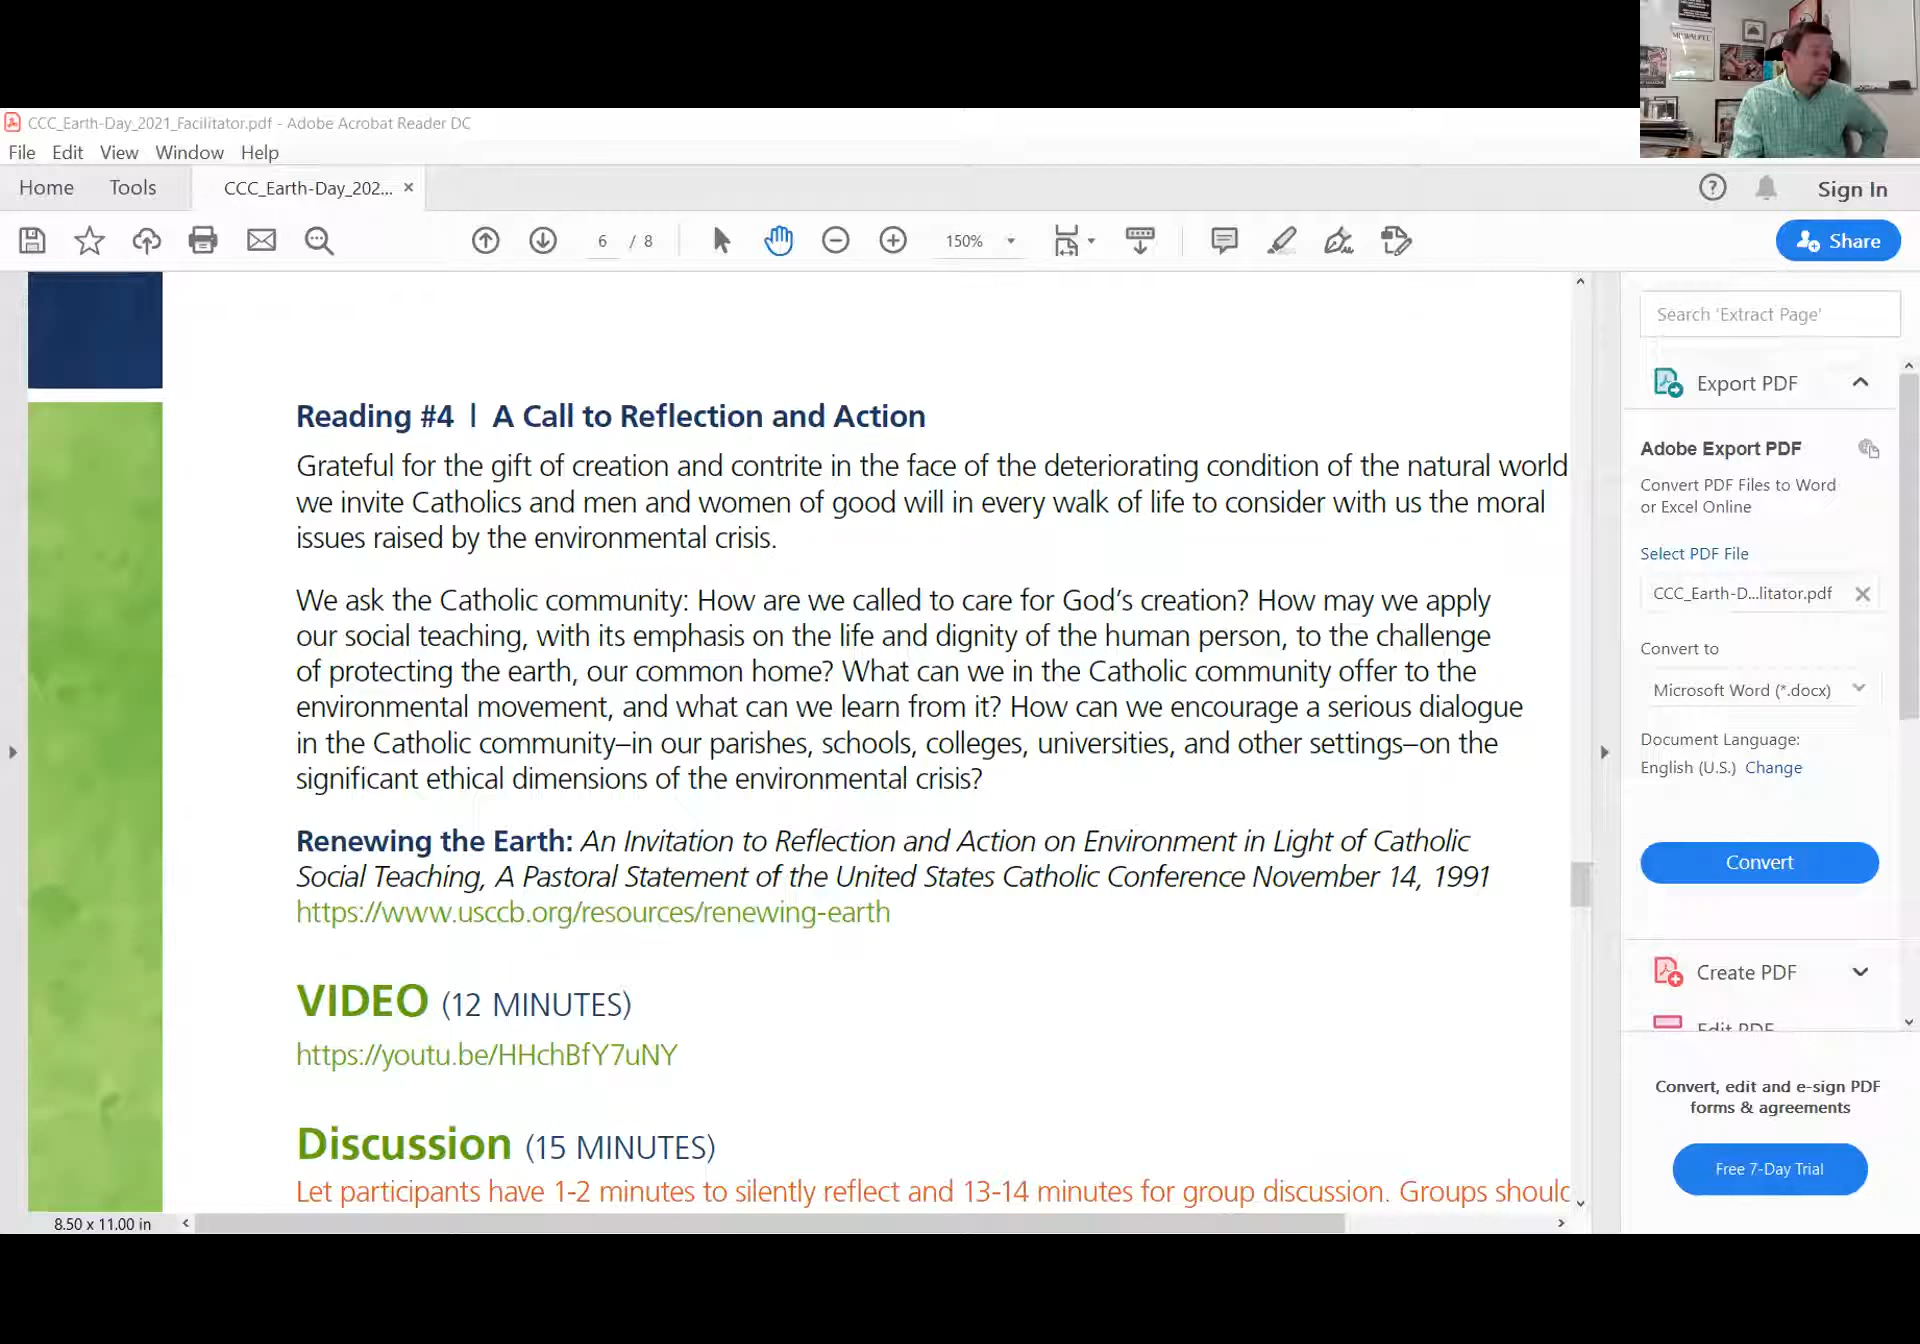 CCC_Earth-Day_2021_Facilitator.pdf - Adobe Acrobat Reader DC
File Edit View Window Help
Home Tools CCC_Earth-Day_202... × Sign In
6 / 8 150% Share
Reading #4 | A Call to Reflection and Action
Grateful for the gift of creation and contrite in the face of the deteriorating condition of the natural world
we invite Catholics and men and women of good will in every walk of life to consider with us the moral
issues raised by the environmental crisis.
We ask the Catholic community: How are we called to care for God’s creation? How may we apply
our social teaching, with its emphasis on the life and dignity of the human person, to the challenge
of protecting the earth, our common home? What can we in the Catholic community offer to the
environmental movement, and what can we learn from it? How can we encourage a serious dialogue
in the Catholic community–in our parishes, schools, colleges, universities, and other settings–on the
significant ethical dimensions of the environmental crisis?
Renewing the Earth: An Invitation to Reflection and Action on Environment in Light of Catholic
Social Teaching, A Pastoral Statement of the United States Catholic Conference November 14, 1991
https://www.usccb.org/resources/renewing-earth
VIDEO (12 MINUTES)
https://youtu.be/HHchBfY7uNY
Discussion (15 MINUTES)
Let participants have 1-2 minutes to silently reflect and 13-14 minutes for group discussion. Groups should
8.50 x 11.00 in
Search 'Extract Page'
Export PDF
Adobe Export PDF
Convert PDF Files to Word
or Excel Online
Select PDF File
CCC_Earth-D...litator.pdf
Convert to
Microsoft Word (*.docx)
Document Language:
English (U.S.) Change
Convert
Create PDF
Edit PDF
Convert, edit and e-sign PDF
forms & agreements
Free 7-Day Trial